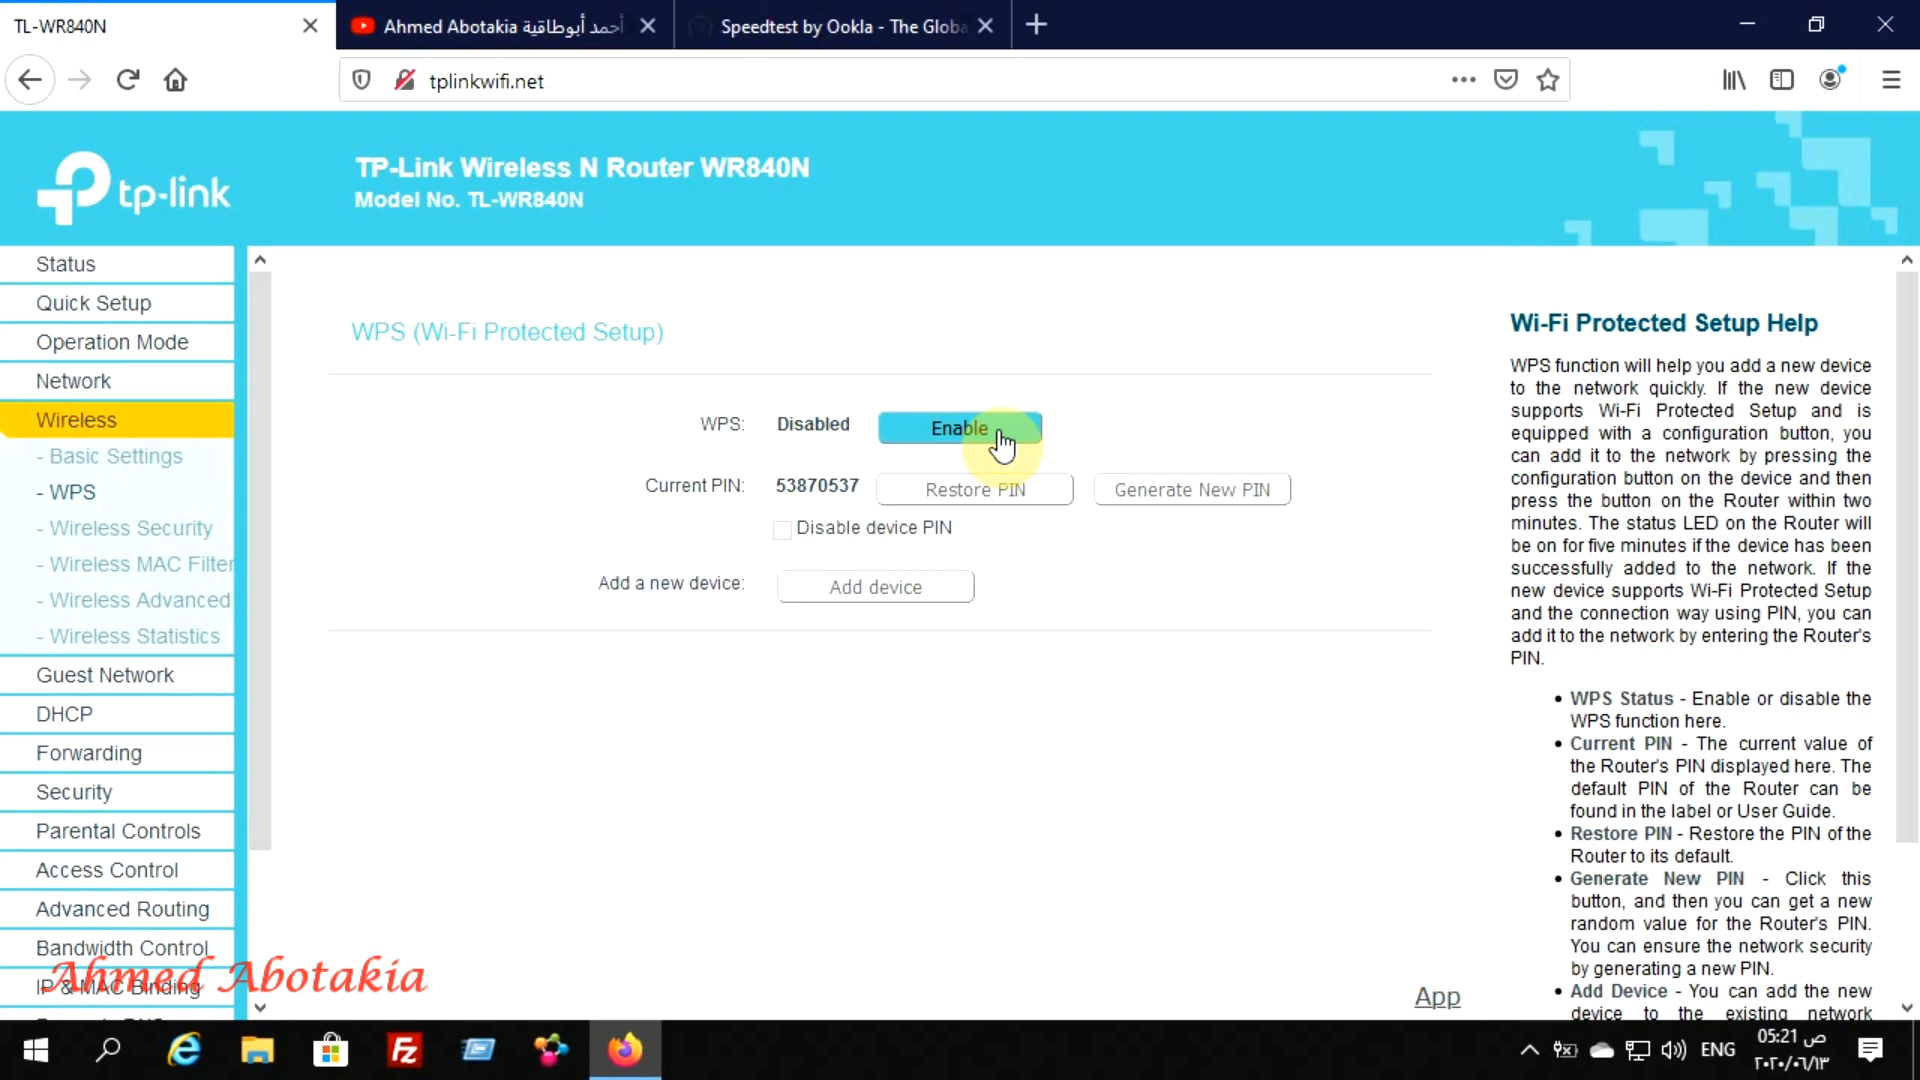 TL-WR840N
Ahmed Abotakia أحمد أبوطاقية
Speedtest by Ookla - The Globa
tplinkwifi.net
tp-link
TP-Link Wireless N Router WR840N
Model No. TL-WR840N
Status
Quick Setup
Operation Mode
Network
Wireless
- Basic Settings
- WPS
- Wireless Security
- Wireless MAC Filter
- Wireless Advanced
- Wireless Statistics
Guest Network
DHCP
Forwarding
Security
Parental Controls
Access Control
Advanced Routing
Bandwidth Control
IP & MAC Binding
Ahmed Abotakia
WPS (Wi-Fi Protected Setup)
WPS: Disabled Enable
Current PIN: 53870537 Restore PIN Generate New PIN
Disable device PIN
Add a new device: Add device
App
Wi-Fi Protected Setup Help
WPS function will help you add a new device
to the network quickly. If the new device
supports Wi-Fi Protected Setup and is
equipped with a configuration button, you
can add it to the network by pressing the
configuration button on the device and then
press the button on the Router within two
minutes. The status LED on the Router will
be on for five minutes if the device has been
successfully added to the network. If the
new device supports Wi-Fi Protected Setup
and the connection way using PIN, you can
add it to the network by entering the Router's
PIN.
• WPS Status - Enable or disable the
WPS function here.
• Current PIN - The current value of
the Router's PIN displayed here. The
default PIN of the Router can be
found in the label or User Guide.
• Restore PIN - Restore the PIN of the
Router to its default.
• Generate New PIN - Click this
button, and then you can get a new
random value for the Router's PIN.
You can ensure the network security
by generating a new PIN.
• Add Device - You can add the new
device to the existing network
Fz
ENG
05:21 ص
٢٠٢٠/٠٦/١٣